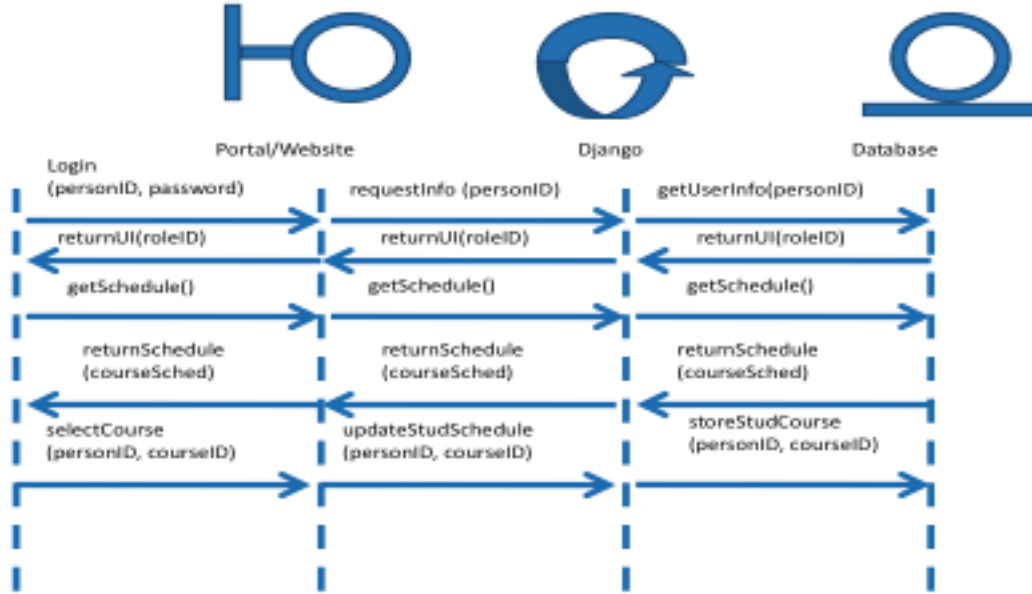 Portal/Website
Django
Database
Login
(personID, password)
requestInfo (personID)
getUserInfo(personID)
returnUI(roleID)
returnUI(roleID)
returnUI(roleID)
getSchedule()
getSchedule()
getSchedule()
returnSchedule
(courseSched)
returnSchedule
(courseSched)
returnSchedule
(courseSched)
selectCourse
(personID, courseID)
updateStudSchedule
(personID, courseID)
storeStudCourse
(personID, courseID)